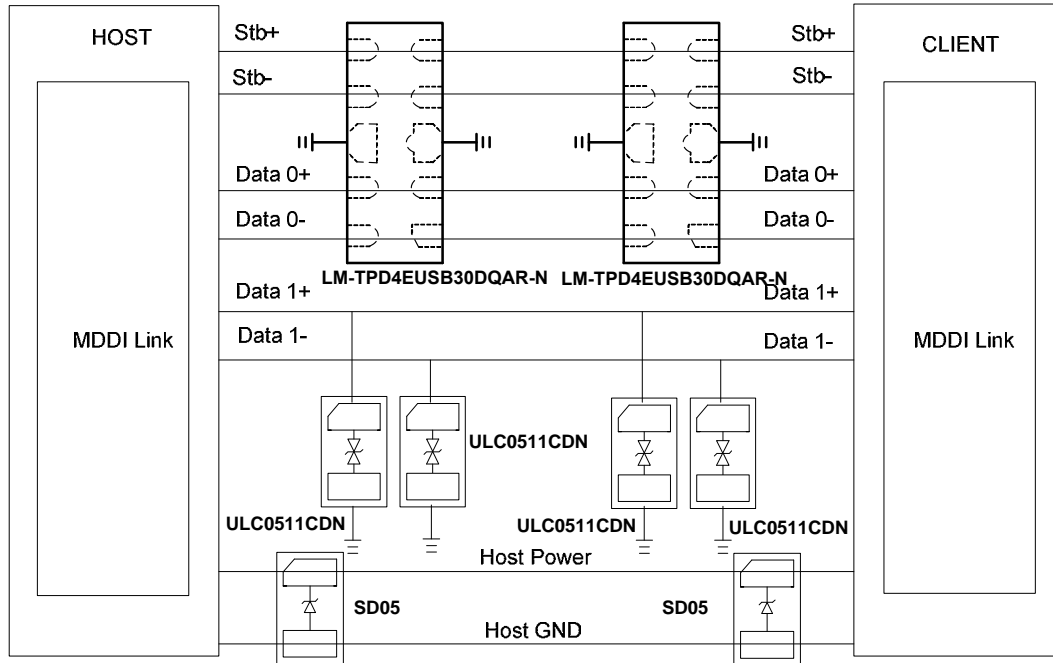 HOST
CLIENT
Stb+
Stb+
Stb-
Stb-
Data 0+
Data 0+
Data 0-
Data 0-
LM-TPD4EUSB30DQAR-N
LM-TPD4EUSB30DQAR-N
Data 1+
Data 1+
Data 1-
Data 1-
MDDI Link
MDDI Link
ULC0511CDN
ULC0511CDN
ULC0511CDN
ULC0511CDN
Host Power
SD05
SD05
Host GND